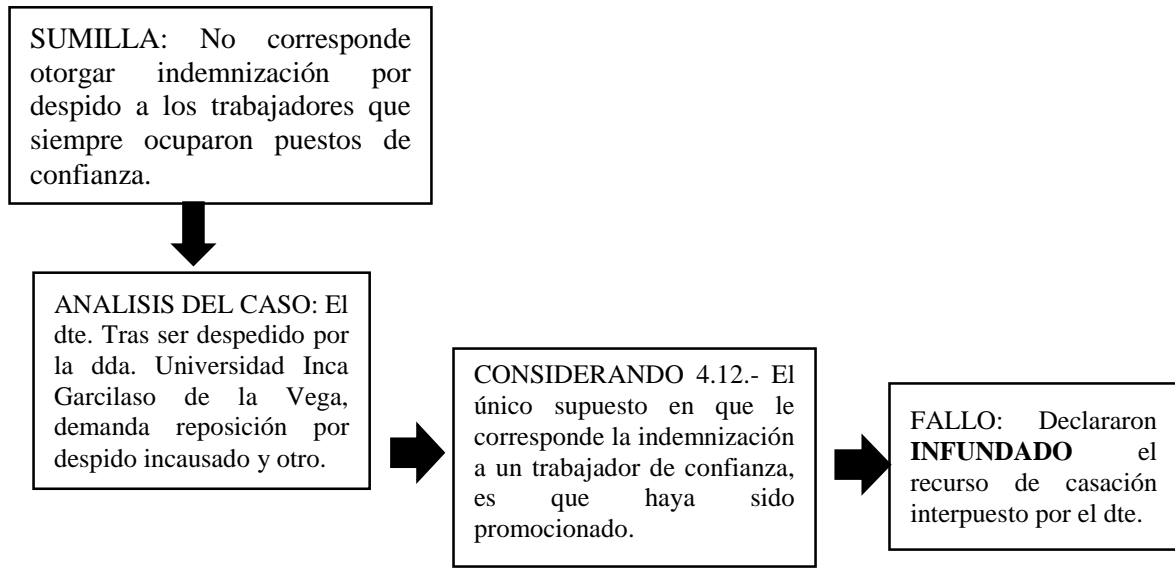 SUMILLA: No corresponde
otorgar indemnización por
despido a los trabajadores que
siempre ocuparon puestos de
confianza.
ANALISIS DEL CASO: El
dte. Tras ser despedido por
la dda. Universidad Inca
Garcilaso de la Vega,
demanda reposición por
despido incausado y otro.
CONSIDERANDO 4.12.- El
único supuesto en que le
corresponde la indemnización
a un trabajador de confianza,
es que haya sido
promocionado.
FALLO: Declararon
INFUNDADO el
recurso de casación
interpuesto por el dte.